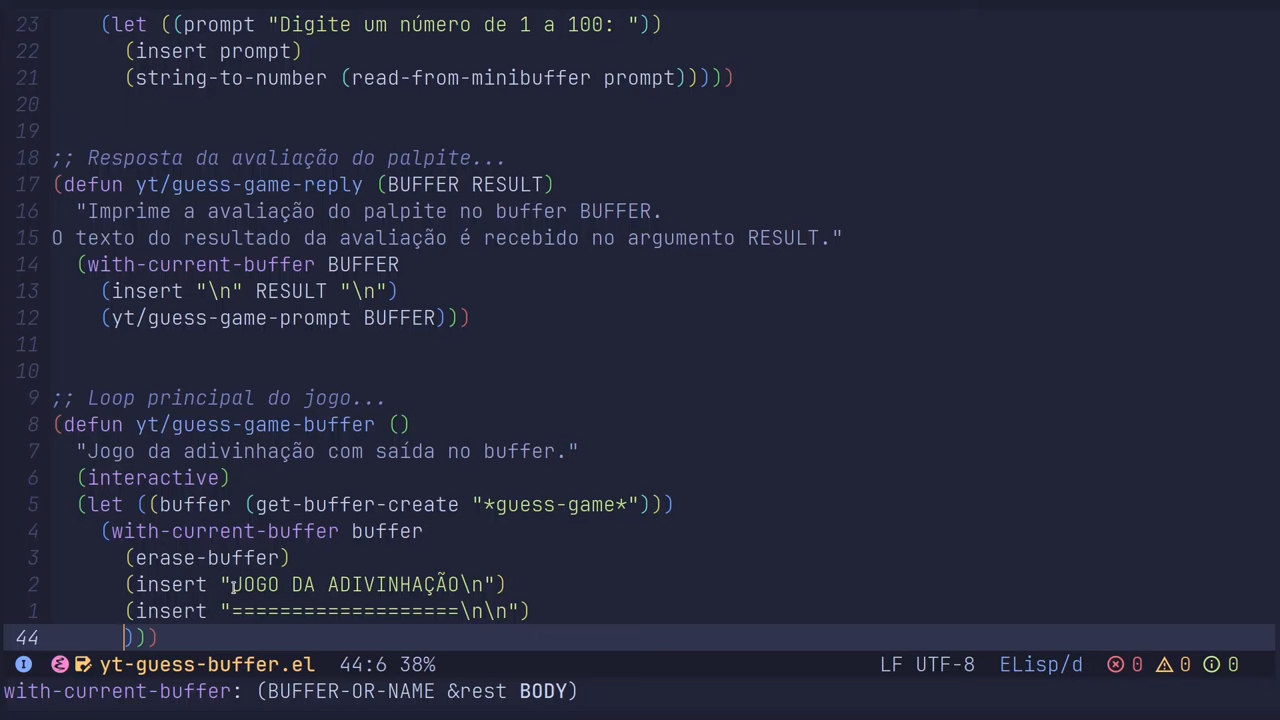 23 (let ((prompt "Digite um número de 1 a 100: "))
22 (insert prompt)
21 (string-to-number (read-from-minibuffer prompt)))))
20
19
18 ;; Resposta da avaliação do palpite...
17 (defun yt/guess-game-reply (BUFFER RESULT)
16 "Imprime a avaliação do palpite no buffer BUFFER.
15 O texto do resultado da avaliação é recebido no argumento RESULT."
14 (with-current-buffer BUFFER
13 (insert "\n" RESULT "\n")
12 (yt/guess-game-prompt BUFFER)))
11
10
9 ;; Loop principal do jogo...
8 (defun yt/guess-game-buffer ()
7 "Jogo da adivinhação com saída no buffer."
6 (interactive)
5 (let ((buffer (get-buffer-create "*guess-game*")))
4 (with-current-buffer buffer
3 (erase-buffer)
2 (insert "JOGO DA ADIVINHAÇÃO\n")
1 (insert "===================\n\n")
44 )))
I yt-guess-buffer.el 44:6 38% LF UTF-8 ELisp/d 0 0 0
with-current-buffer: (BUFFER-OR-NAME &rest BODY)